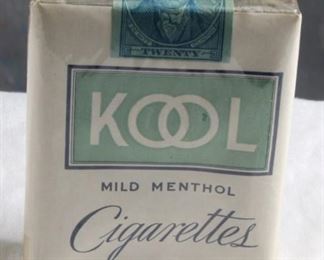 TWENTY
KOOL
MILD MENTHOL
Cigarettes